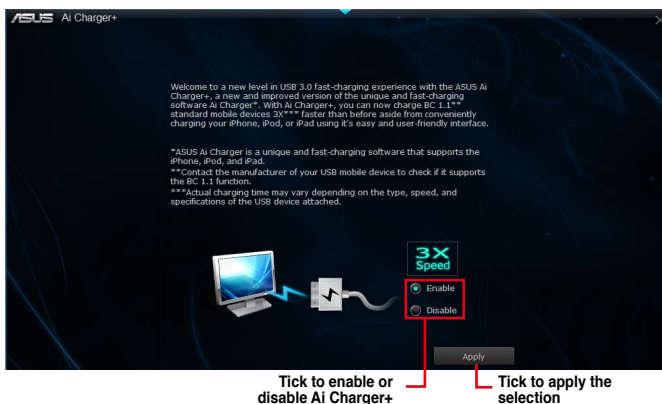 ASUS Ai Charger+
Welcome to a new level in USB 3.0 fast-charging experience with the ASUS Ai
Charger+, a new and improved version of the unique and fast-charging
software Ai Charger*. With Ai Charger+, you can now charge BC 1.1**
standard mobile devices 3X*** faster than before aside from conveniently
charging your iPhone, iPod, or iPad using it's easy and user-friendly interface.
*ASUS Ai Charger is a unique and fast-charging software that supports the
iPhone, iPod, and iPad.
**Contact the manufacturer of your USB mobile device to check if it supports
the BC 1.1 function.
***Actual charging time may vary depending on the type, speed, and
specifications of the USB device attached.
3X
Speed
Enable
Disable
Apply
Tick to enable or
disable Ai Charger+
Tick to apply the
selection